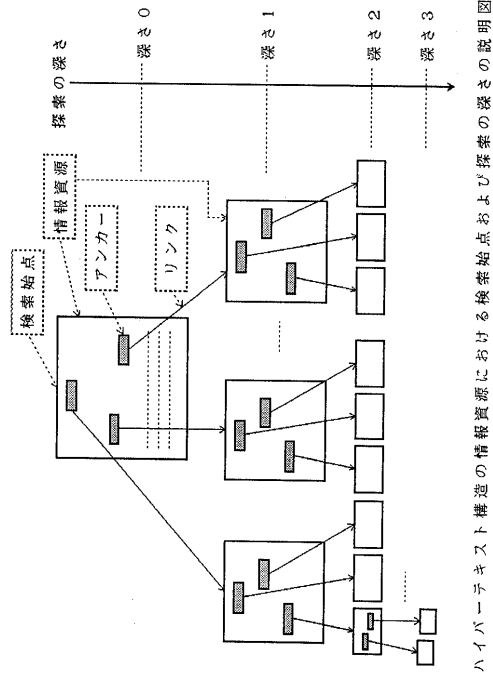 探索の深さ
検索始点
情報資源
アンカー
リンク
深さ0
深さ1
深さ2
深さ3
ハイパーテキスト構造の情報資源における検索始点および探索の深さの説明図